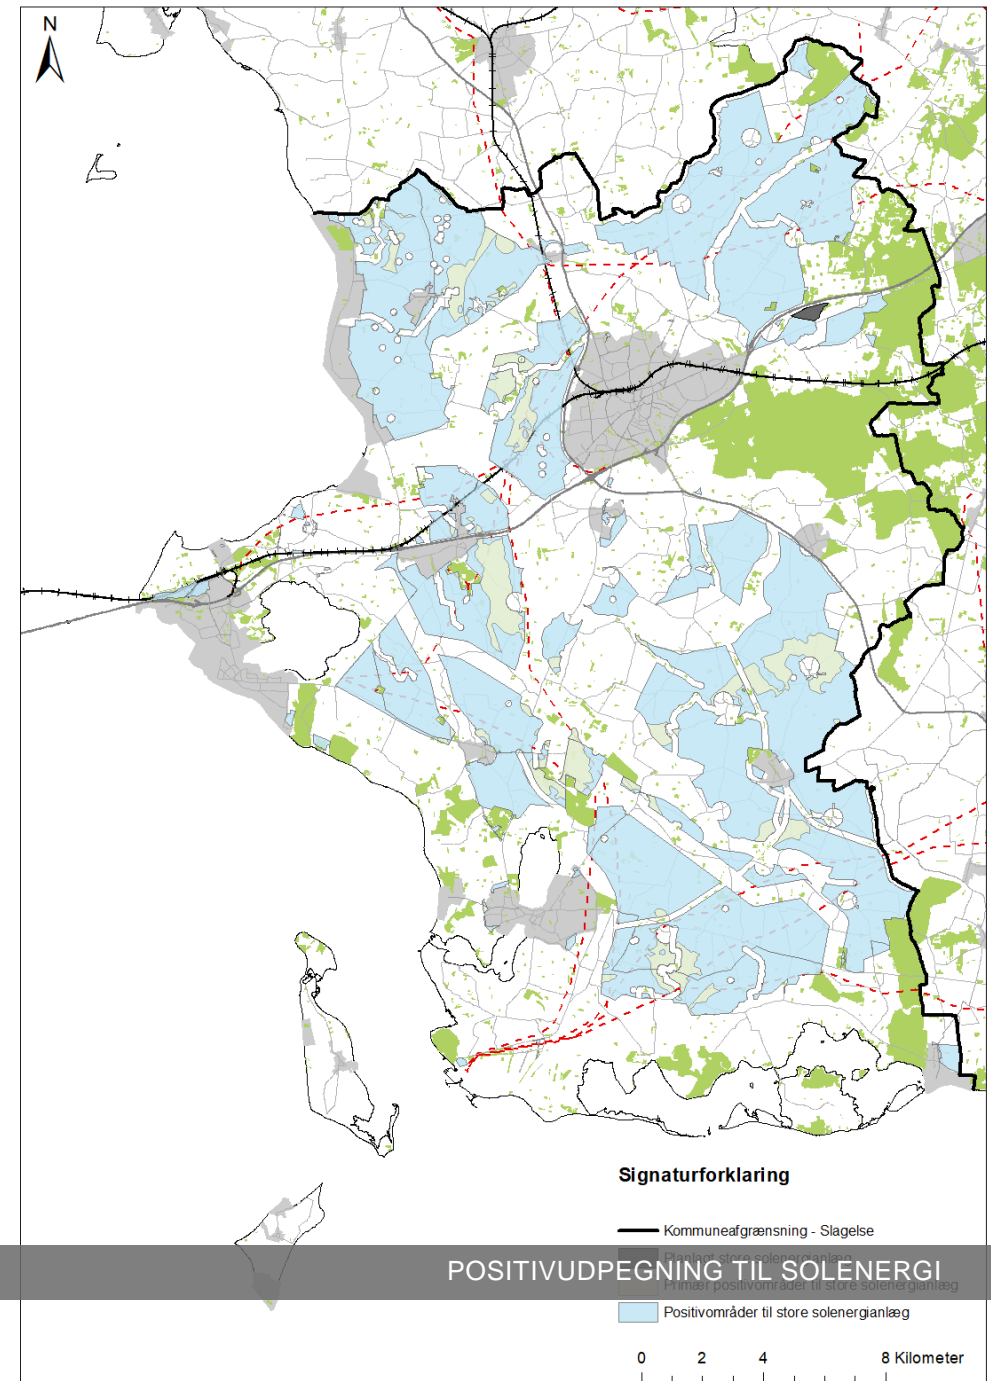 N
Signaturforklaring
Kommuneafgrænsning - Slagelse
Planlagt store solenergianlæg
POSITIVUDPEGNING TIL SOLENERGI
Primær positivområder til store solenergianlæg
Positivområder til store solenergianlæg
0 2 4 8 Kilometer